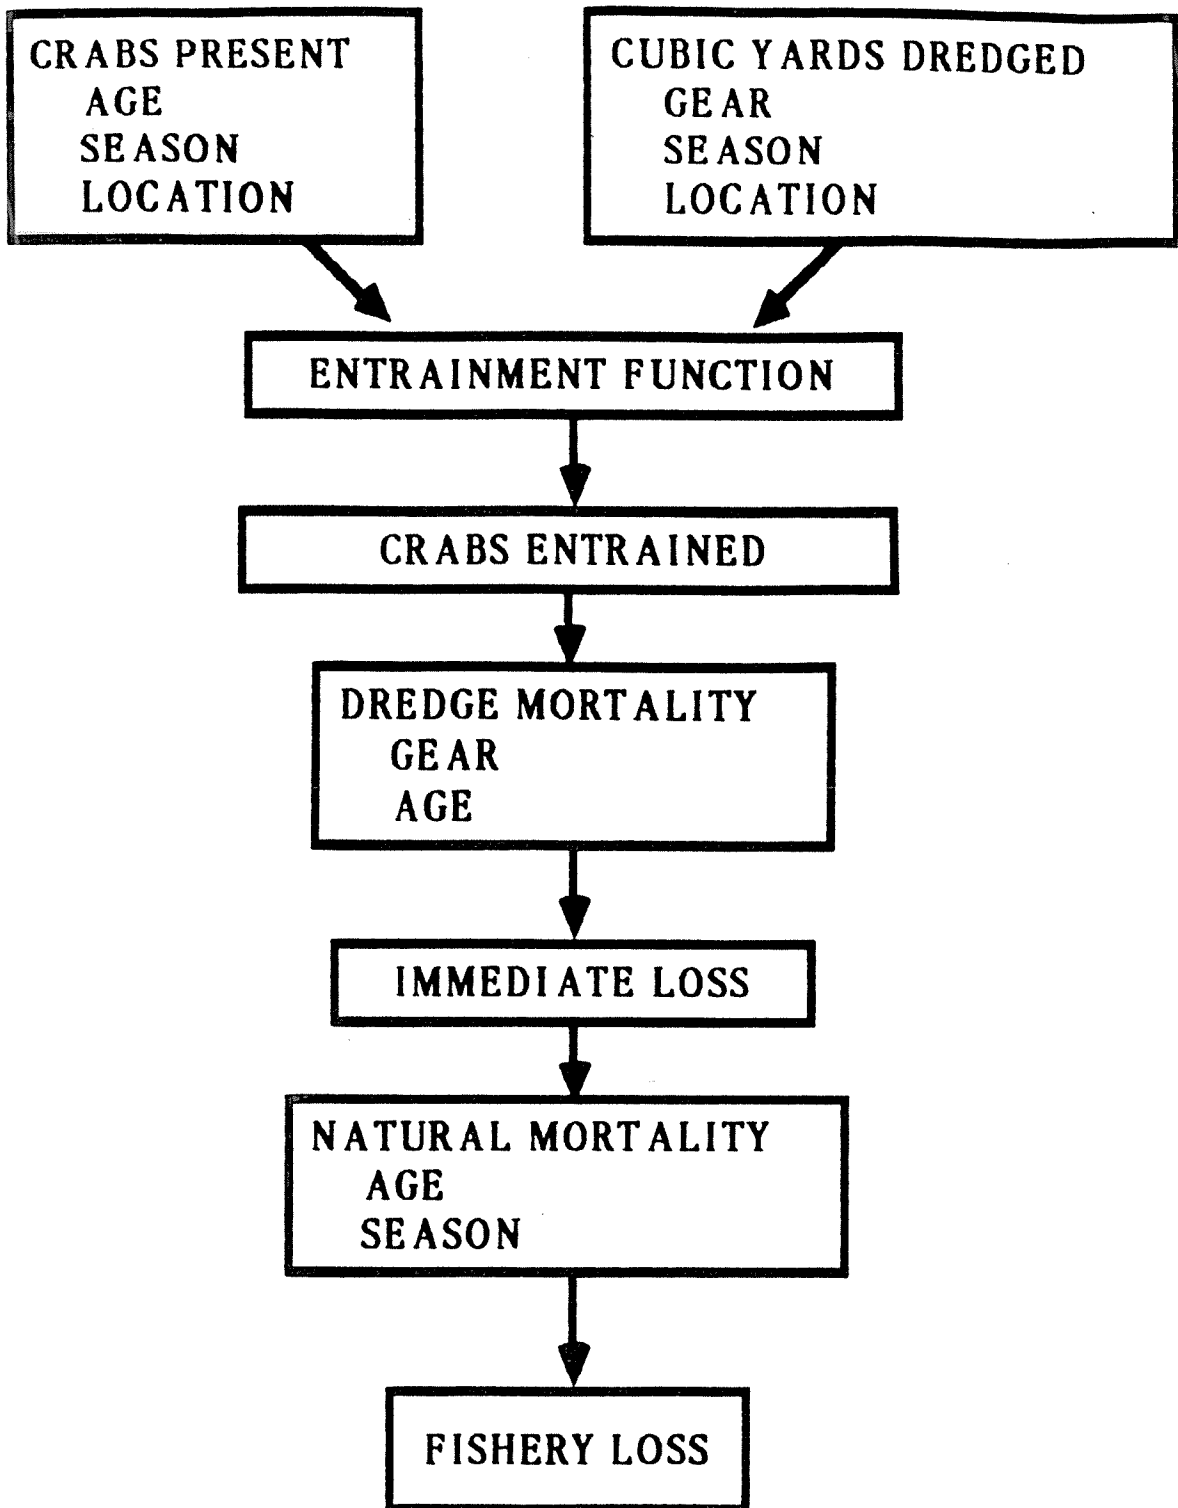 CRABS PRESENT
AGE
SEASON
LOCATION
CUBIC YARDS DREDGED
GEAR
SEASON
LOCATION
ENTRAINMENT FUNCTION
CRABS ENTRAINED
DREDGE MORTALITY
GEAR
AGE
IMMEDIATE LOSS
NATURAL MORTALITY
AGE
SEASON
FISHERY LOSS